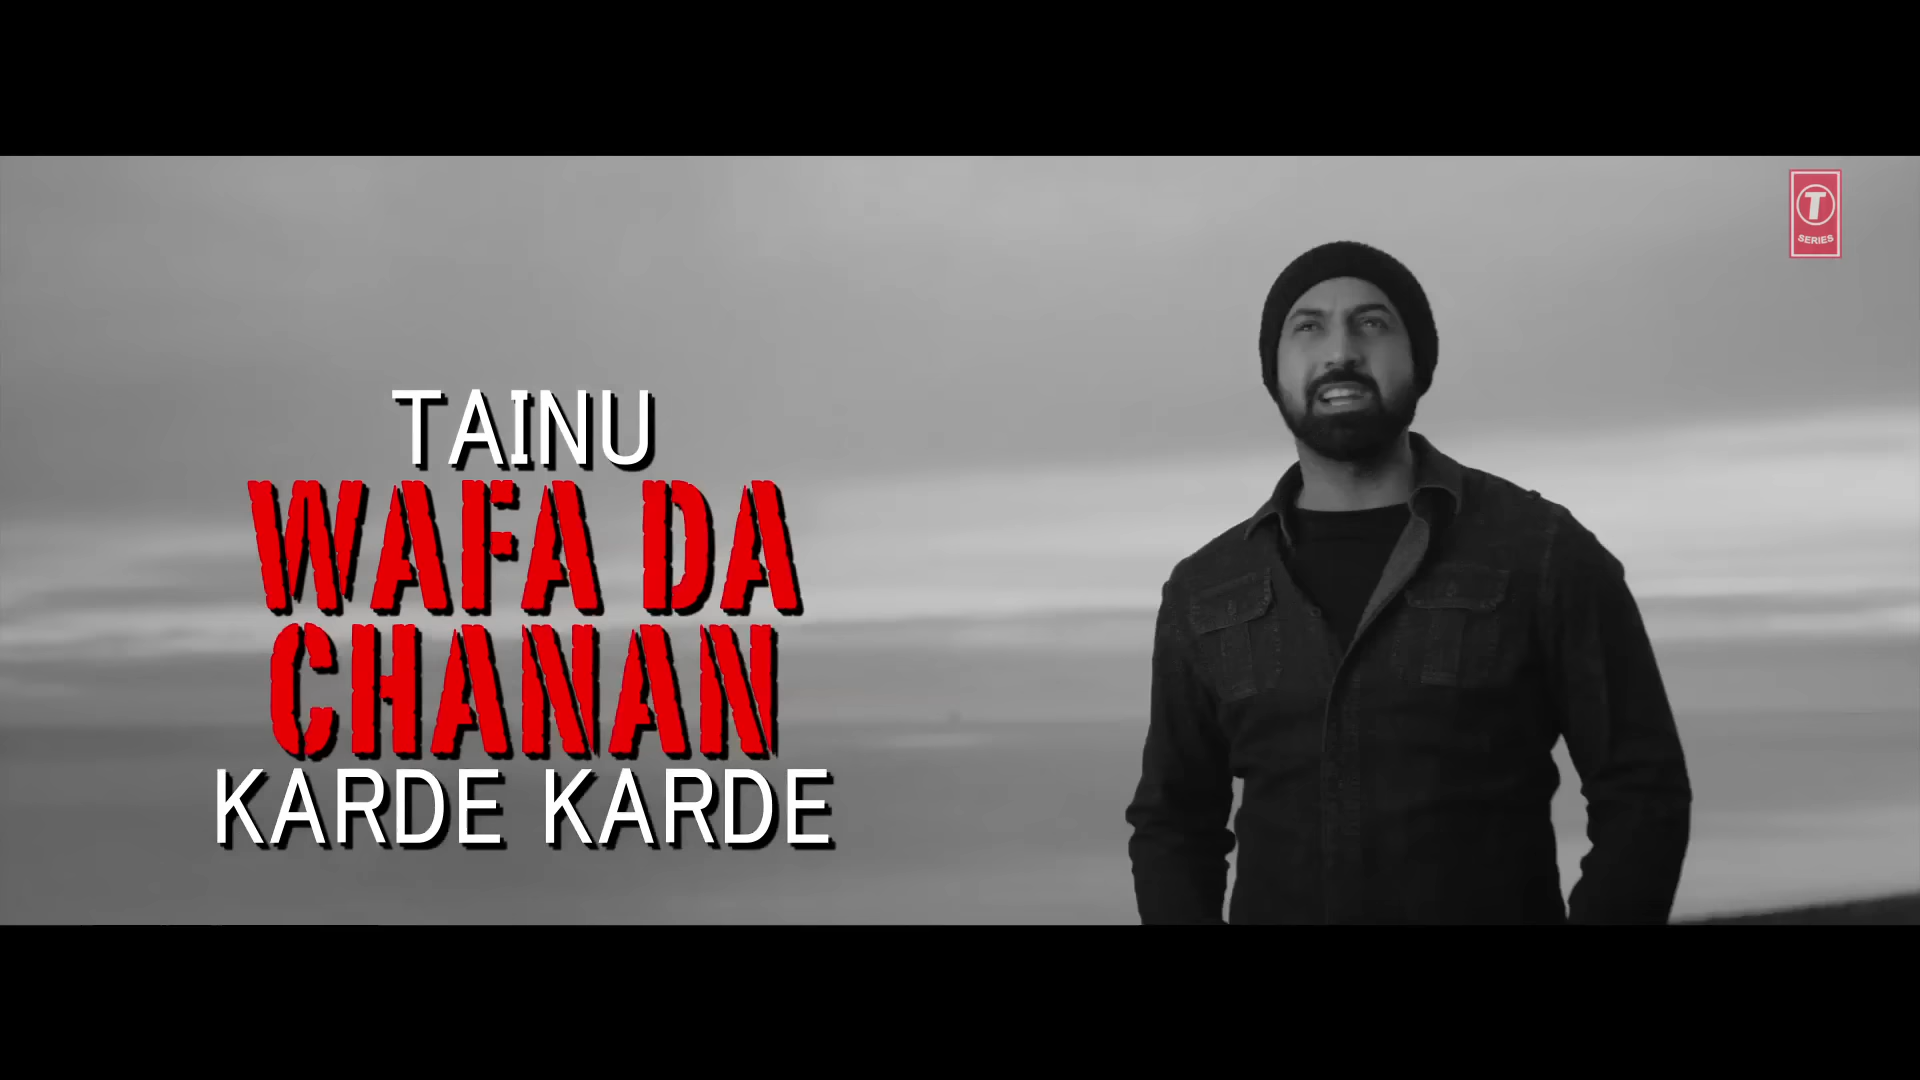 TAINU
WAFA DA
CHANAN
KARDE KARDE
T
SERIES